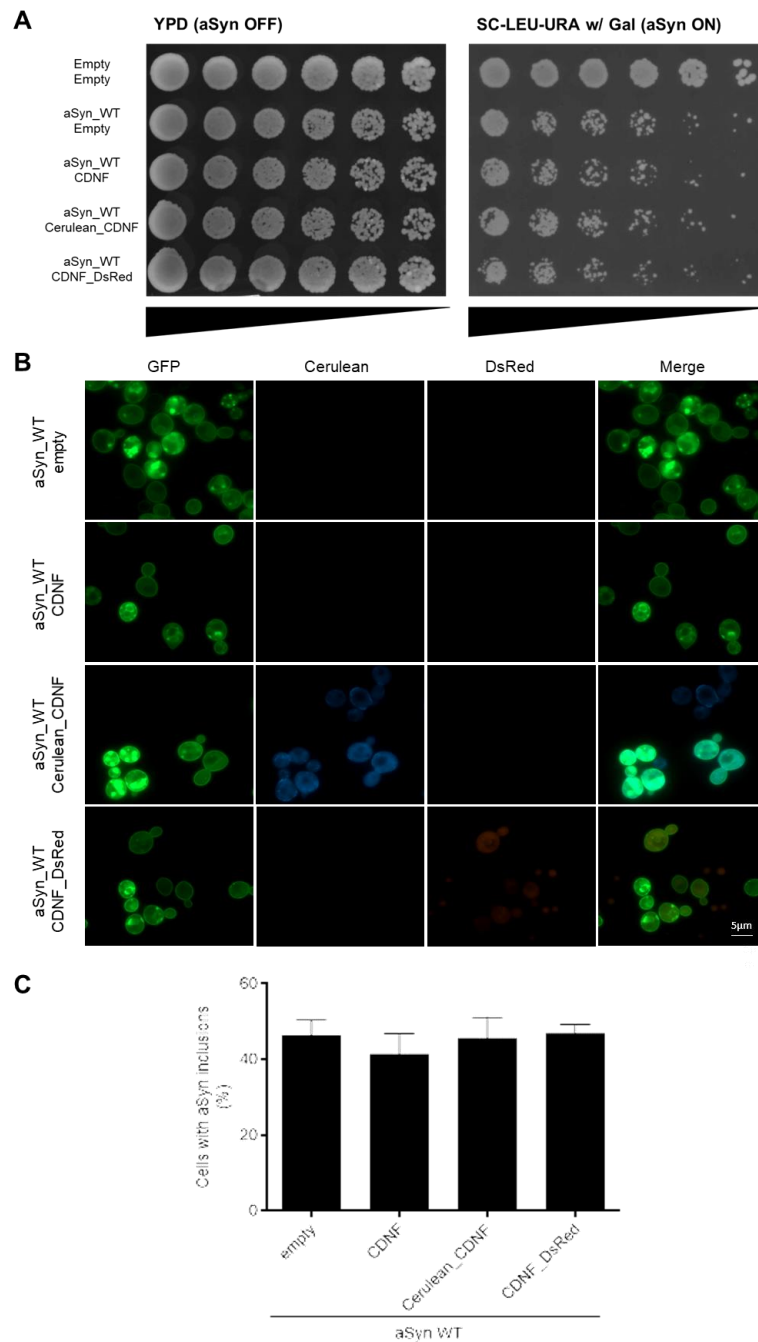 A
YPD (aSyn OFF)
SC-LEU-URA w/ Gal (aSyn ON)
Empty
Empty
aSyn_WT
Empty
aSyn_WT
CDNF
aSyn_WT
Cerulean_CDNF
aSyn_WT
CDNF_DsRed
B
GFP
Cerulean
DsRed
Merge
aSyn_WT
empty
aSyn_WT
CDNF
aSyn_WT
Cerulean_CDNF
aSyn_WT
CDNF_DsRed
5µm
C
Cells with aSyn inclusions
(%)
60
40
20
0
empty
CDNF
Cerulean_CDNF
CDNF_DsRed
aSyn WT